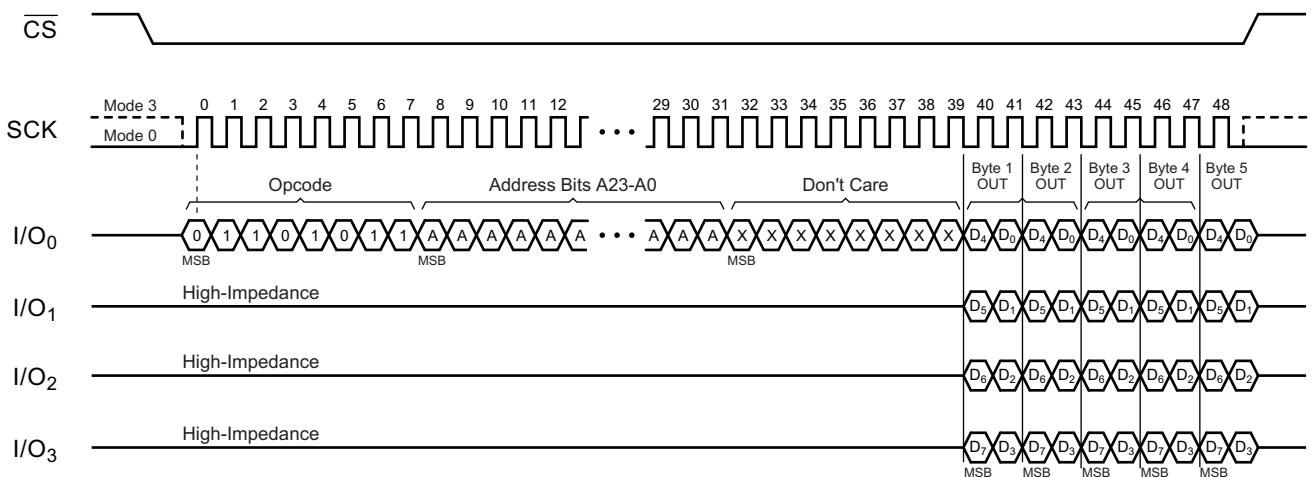 CS
Mode 3
0 1 2 3 4 5 6 7 8 9 10 11 12 29 30 31 32 33 34 35 36 37 38 39 40 41 42 43 44 45 46 47 48
SCK
Mode 0
Opcode Address Bits A23-A0 Don't Care Byte 1 OUT Byte 2 OUT Byte 3 OUT Byte 4 OUT Byte 5 OUT
I/O0 0 1 1 0 1 0 1 1 A A A A A A A A A X X X X X X X X D4 D0 D4 D0 D4 D0 D4 D0 D4 D0
MSB MSB MSB
High-Impedance
I/O1 D5 D1 D5 D1 D5 D1 D5 D1 D5 D1
High-Impedance
I/O2 D6 D2 D6 D2 D6 D2 D6 D2 D6 D2
High-Impedance
I/O3 D7 D3 D7 D3 D7 D3 D7 D3 D7 D3
MSB MSB MSB MSB MSB